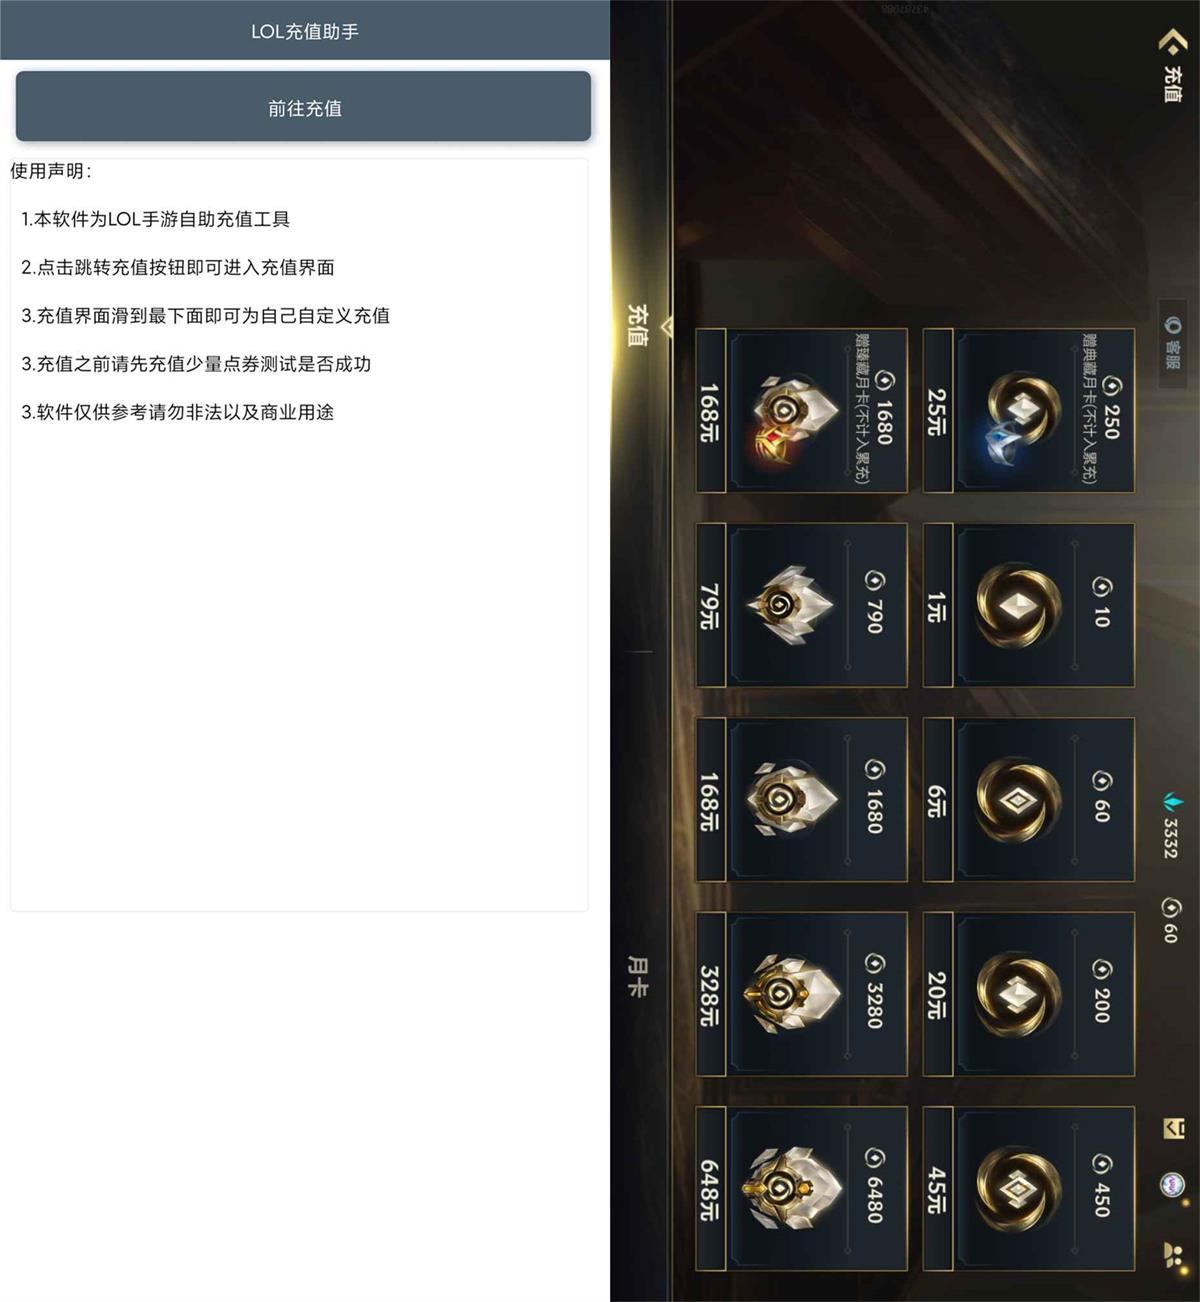 LOL充值助手
前往充值
使用声明：
1.本软件为LOL手游自助充值工具
2.点击跳转充值按钮即可进入充值界面
3.充值界面滑到最下面即可为自己自定义充值
3.充值之前请先充值少量点券测试是否成功
3.软件仅供参考请勿非法以及商业用途
充值
客服
3332
60
250
赠典藏月卡(不计入累充)
25元
10
1元
60
6元
200
20元
450
45元
1680
赠臻藏月卡(不计入累充)
168元
790
79元
1680
168元
3280
328元
6480
648元
充值
月卡